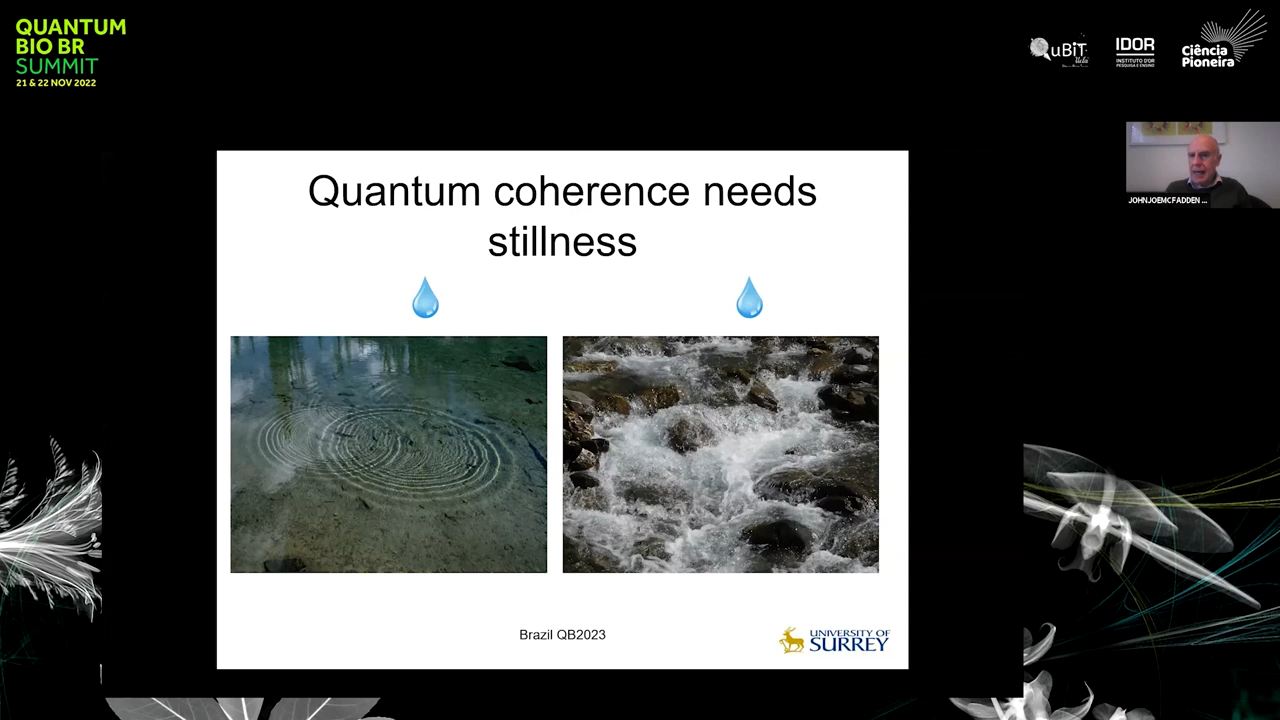 QUANTUM
BIO BR
SUMMIT
21 & 22 NOV 2022
QuBiT
IDOR
INSTITUTO D'OR
PESQUISA E ENSINO
Ciência
Pioneira
JOHNJOEMCFADDEN ...
Quantum coherence needs
stillness
Brazil QB2023
UNIVERSITY OF
SURREY